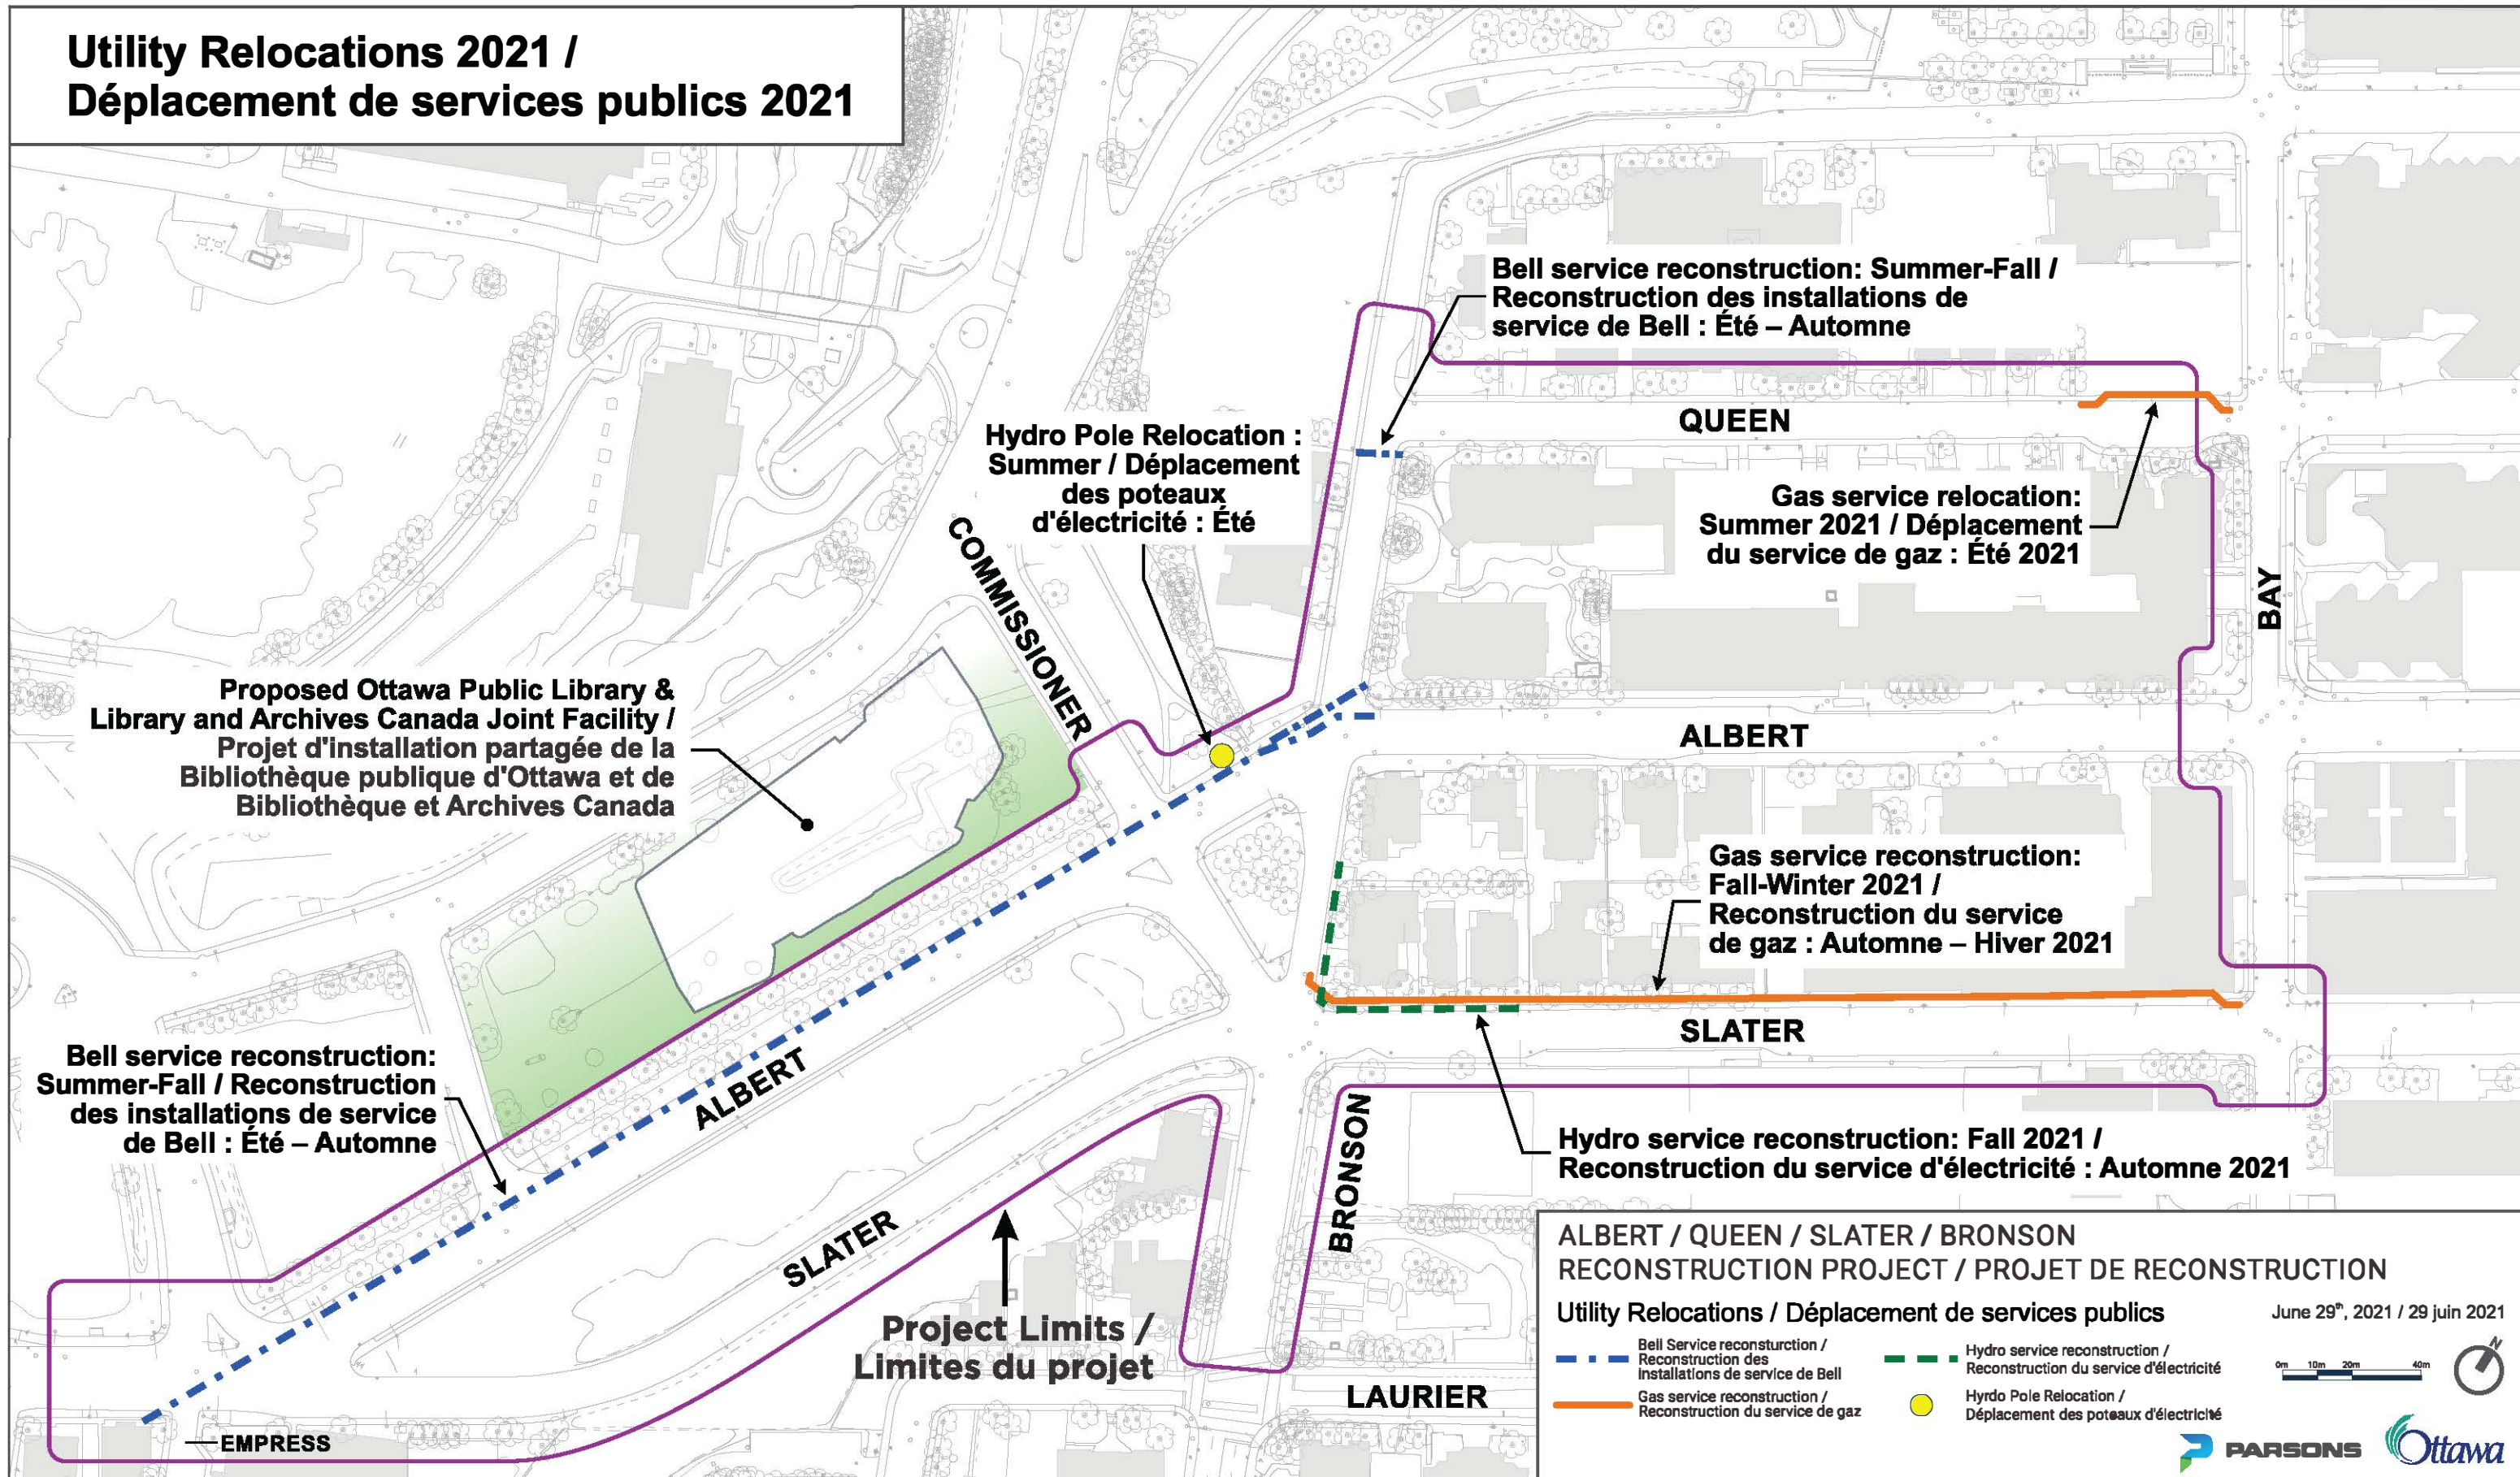 Utility Relocations 2021 /
Déplacement de services publics 2021
Bell service reconstruction: Summer-Fall /
Reconstruction des installations de
service de Bell : Été – Automne
QUEEN
Hydro Pole Relocation :
Summer / Déplacement
des poteaux
d'électricité : Été
Gas service relocation:
Summer 2021 / Déplacement
du service de gaz : Été 2021
COMMISSIONER
BAY
Proposed Ottawa Public Library &
Library and Archives Canada Joint Facility /
Projet d'installation partagée de la
Bibliothèque publique d'Ottawa et de
Bibliothèque et Archives Canada
ALBERT
Gas service reconstruction:
Fall-Winter 2021 /
Reconstruction du service
de gaz : Automne – Hiver 2021
SLATER
Bell service reconstruction:
Summer-Fall / Reconstruction
des installations de service
de Bell : Été – Automne
ALBERT
BRONSON
Hydro service reconstruction: Fall 2021 /
Reconstruction du service d'électricité : Automne 2021
SLATER
Project Limits /
Limites du projet
LAURIER
EMPRESS
ALBERT / QUEEN / SLATER / BRONSON
RECONSTRUCTION PROJECT / PROJET DE RECONSTRUCTION
Utility Relocations / Déplacement de services publics
June 29th, 2021 / 29 juin 2021
Bell Service reconsturction /
Reconstruction des
installations de service de Bell
Gas service reconstruction /
Reconstruction du service de gaz
Hydro service reconstruction /
Reconstruction du service d'électricité
Hyrdo Pole Relocation /
Déplacement des poteaux d'électricité
0m 10m 20m 40m
N
PARSONS
Ottawa